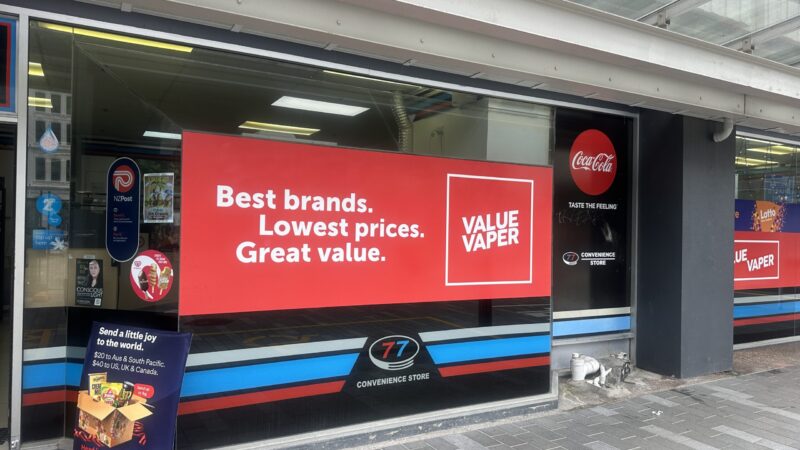 NZPost
CONSCIOUS
Best brands.
Lowest prices.
Great value.
VALUE
VAPER
Coca-Cola
TASTE THE FEELING
77 CONVENIENCE
STORE
77
CONVENIENCE STORE
Send a little joy
to the world.
$20 to Aus & South Pacific.
$40 to US, UK & Canada.
Lotto
VALUE
VAPER